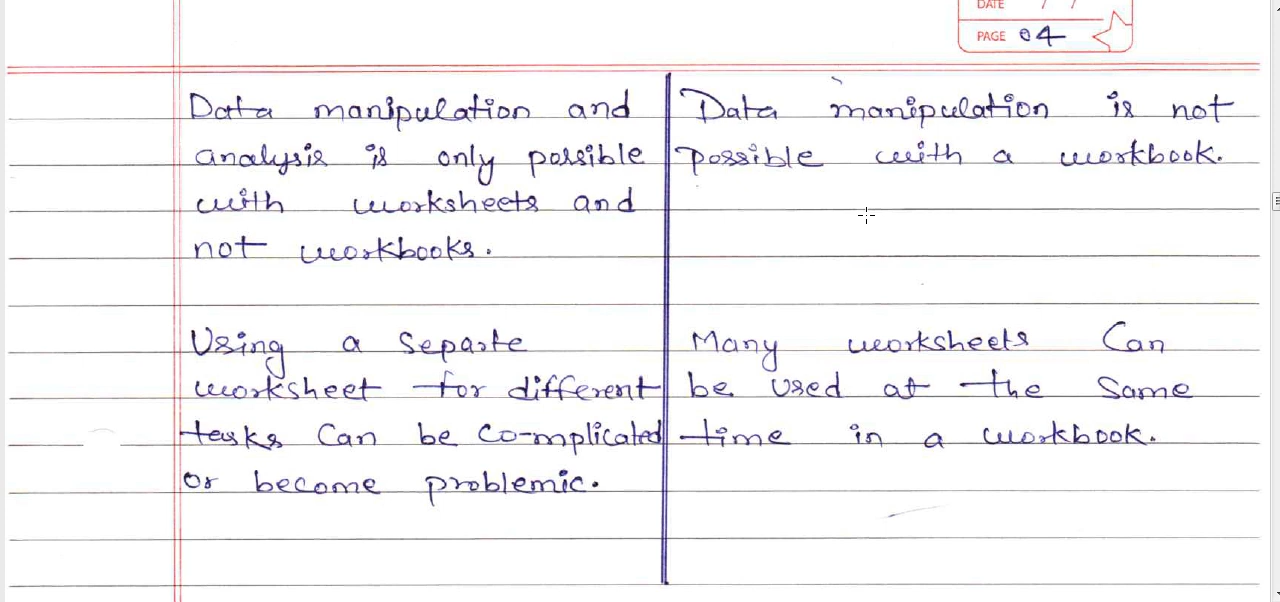 DATE / /
PAGE 04
Data manipulation and
analysis is only possible
with worksheets and
not workbooks.
Using a separte
worksheet for different
tasks Can be Co-mplicated
or become problemic.
Data manipulation is not
possible with a workbook.
Many worksheets Can
be used at the same
time in a workbook.